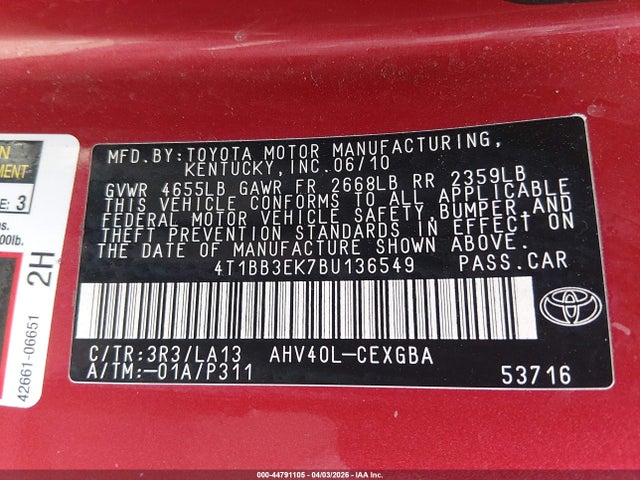 MFD.BY:TOYOTA MOTOR MANUFACTURING,
KENTUCKY, INC.06/10
GVWR 4655LB GAWR FR 2668LB RR 2359LB
THIS VEHICLE CONFORMS TO ALL APPLICABLE
FEDERAL MOTOR VEHICLE SAFETY,BUMPER,AND
THEFT PREVENTION STANDARDS IN EFFECT ON
THE DATE OF MANUFACTURE SHOWN ABOVE.
4T1BB3EK7BU136549 PASS.CAR
C/TR:3R3/LA13 AHV40L-CEXGBA
A/TM:-01A/P311
53716
TOYOTA
2H
42661-06651
E: 3
000-44791105 - 04/03/2026 - IAA Inc.